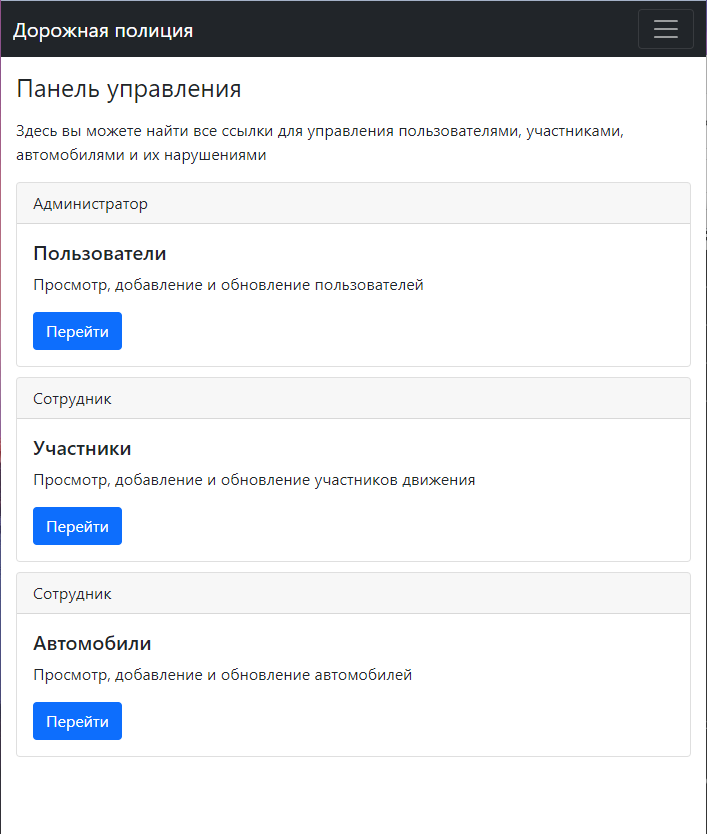 Дорожная полиция
Панель управления
Здесь вы можете найти все ссылки для управления пользователями, участниками,
автомобилями и их нарушениями
Администратор
Пользователи
Просмотр, добавление и обновление пользователей
Перейти
Сотрудник
Участники
Просмотр, добавление и обновление участников движения
Перейти
Сотрудник
Автомобили
Просмотр, добавление и обновление автомобилей
Перейти